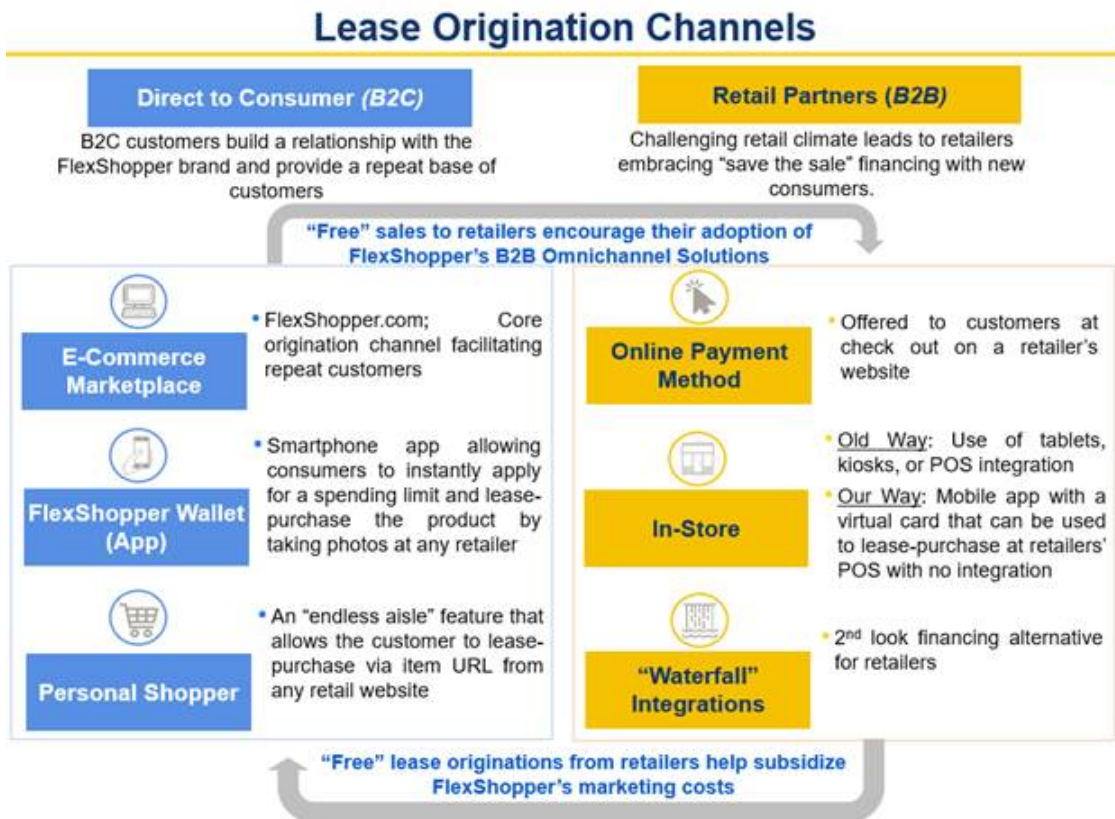 Lease Origination Channels
Direct to Consumer (B2C)
B2C customers build a relationship with the
FlexShopper brand and provide a repeat base of
customers
Retail Partners (B2B)
Challenging retail climate leads to retailers
embracing “save the sale” financing with new
consumers.
“Free” sales to retailers encourage their adoption of
FlexShopper’s B2B Omnichannel Solutions
E-Commerce
Marketplace
• FlexShopper.com; Core
origination channel facilitating
repeat customers
FlexShopper Wallet
(App)
• Smartphone app allowing
consumers to instantly apply
for a spending limit and lease-
purchase the product by
taking photos at any retailer
Personal Shopper
• An “endless aisle” feature that
allows the customer to lease-
purchase via item URL from
any retail website
Online Payment
Method
• Offered to customers at
check out on a retailer’s
website
In-Store
• Old Way: Use of tablets,
kiosks, or POS integration
• Our Way: Mobile app with a
virtual card that can be used
to lease-purchase at retailers’
POS with no integration
“Waterfall”
Integrations
• 2nd look financing alternative
for retailers
“Free” lease originations from retailers help subsidize
FlexShopper’s marketing costs